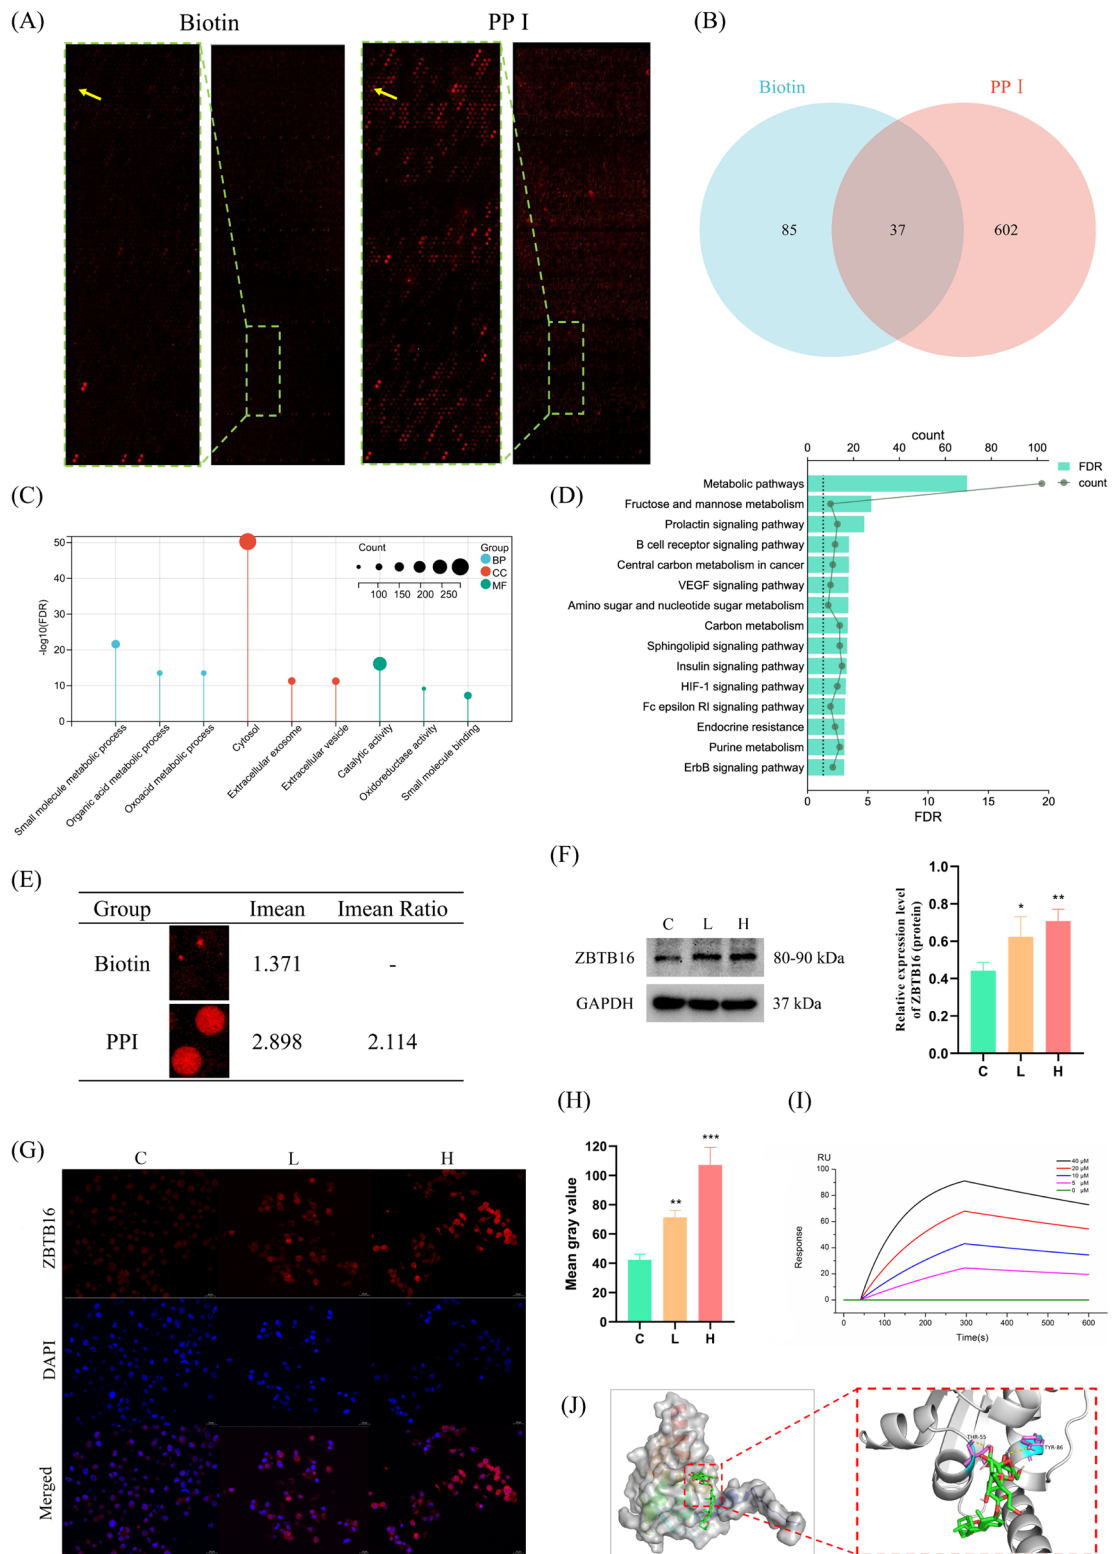 (A)
Biotin
PP I
(B)
Biotin
PP I
85
37
602
(C)
-log10(FDR)
50
40
30
20
10
0
Count
100 150 200 250
Group
BP
CC
MF
Small molecule metabolic process
Organic acid metabolic process
Oxoacid metabolic process
Cytosol
Extracellular exosome
Extracellular vesicle
Catalytic activity
Oxidoreductase activity
Small molecule binding
(D)
count
0 20 40 60 80 100
FDR
count
Metabolic pathways
Fructose and mannose metabolism
Prolactin signaling pathway
B cell receptor signaling pathway
Central carbon metabolism in cancer
VEGF signaling pathway
Amino sugar and nucleotide sugar metabolism
Carbon metabolism
Sphingolipid signaling pathway
Insulin signaling pathway
HIF-1 signaling pathway
Fc epsilon RI signaling pathway
Endocrine resistance
Purine metabolism
ErbB signaling pathway
0 5 10 15 20
FDR
(E)
Group Imean Imean Ratio
Biotin 1.371 -
PPI 2.898 2.114
(F)
C L H
ZBTB16 80-90 kDa
GAPDH 37 kDa
Relative expression level
of ZBTB16 (protein)
1.0
0.8
0.6
0.4
0.2
0.0
*
**
C L H
(G)
C L H
ZBTB16
DAPI
Merged
(H)
Mean gray value
120
100
80
60
40
20
0
**
***
C L H
(I)
RU
100
80
60
40
20
0
Response
40 μM
20 μM
10 μM
5 μM
0 μM
0 100 200 300 400 500 600
Time(s)
(J)
THR-55
TYR-86